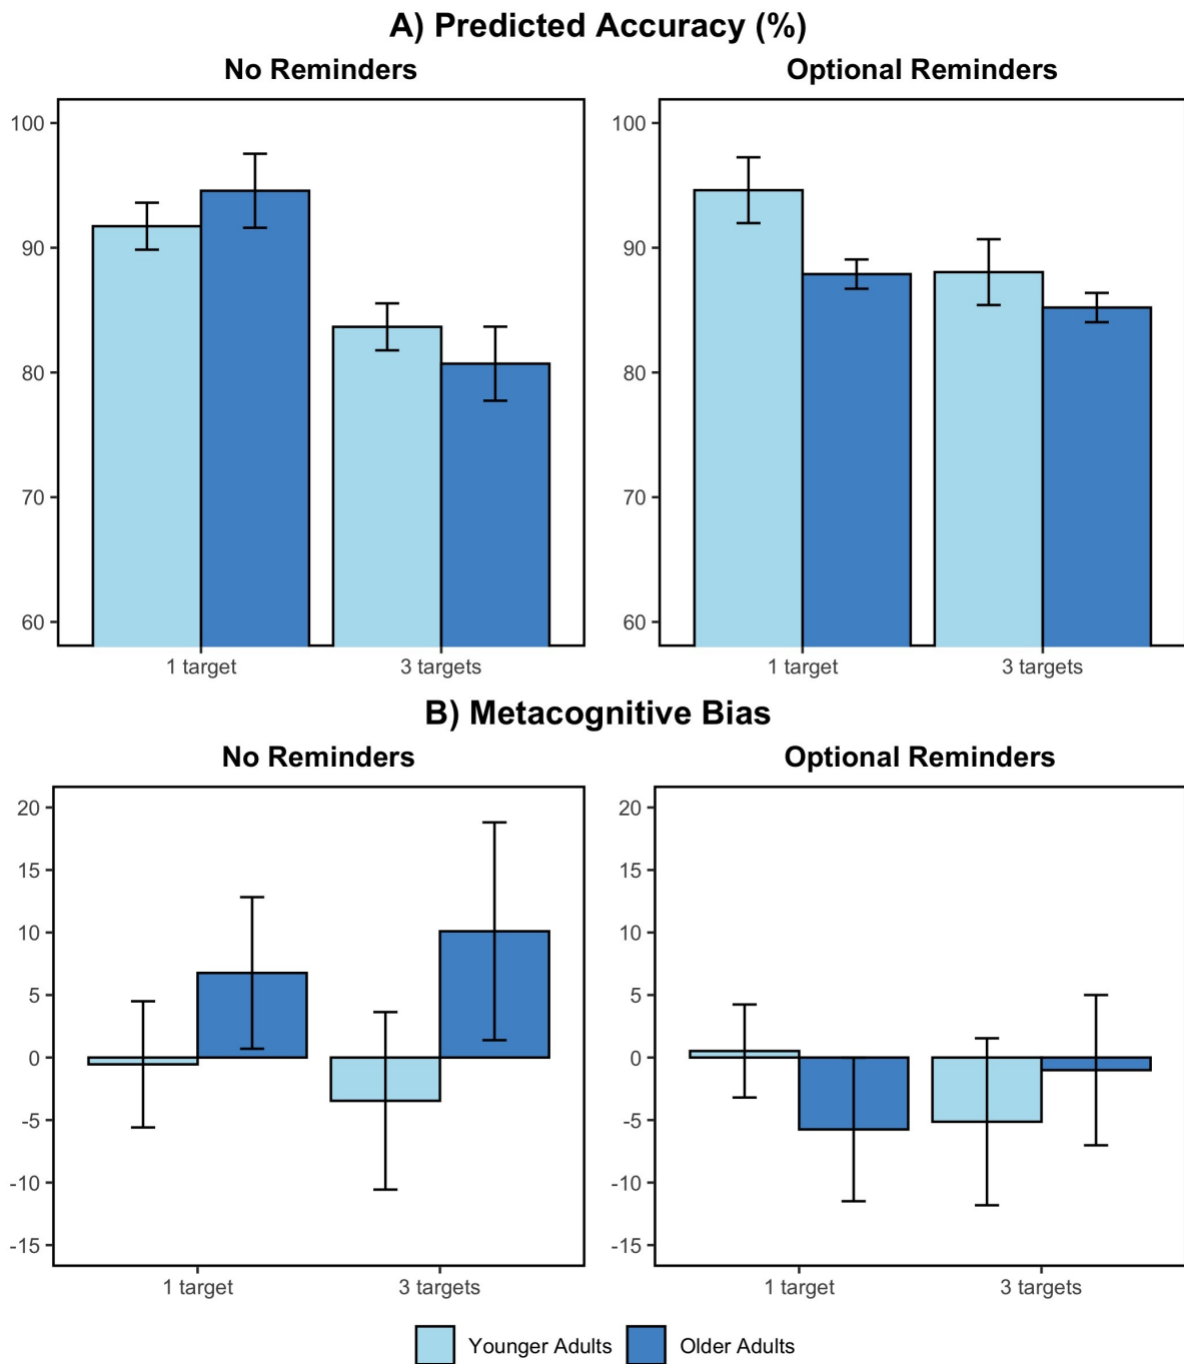 A) Predicted Accuracy (%)
No Reminders
Optional Reminders
100
90
80
70
60
1 target
3 targets
100
90
80
70
60
1 target
3 targets
B) Metacognitive Bias
No Reminders
Optional Reminders
20
15
10
5
0
-5
-10
-15
1 target
3 targets
20
15
10
5
0
-5
-10
-15
1 target
3 targets
Younger Adults
Older Adults